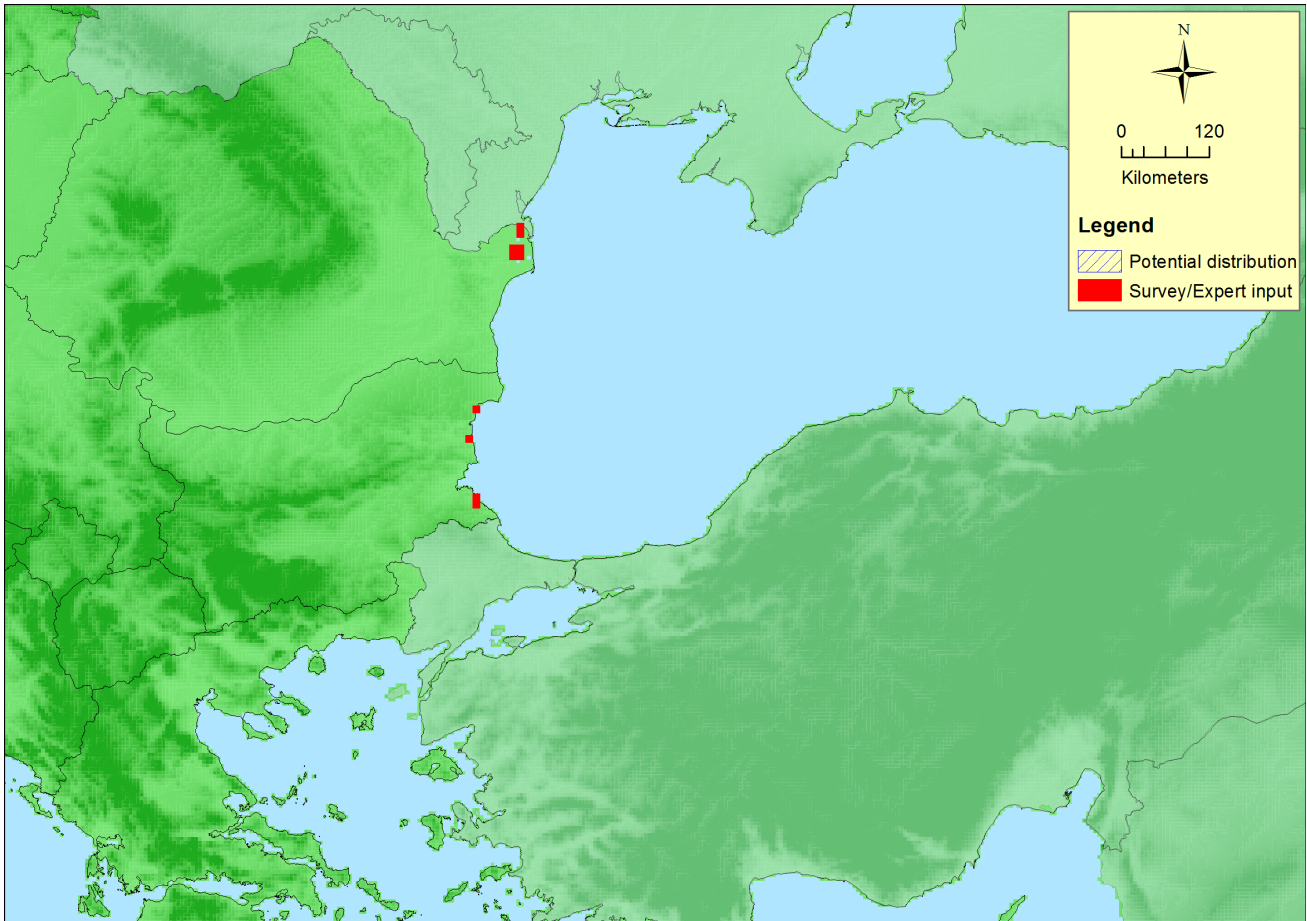 N
0 120
Kilometers
Legend
Potential distribution
Survey/Expert input